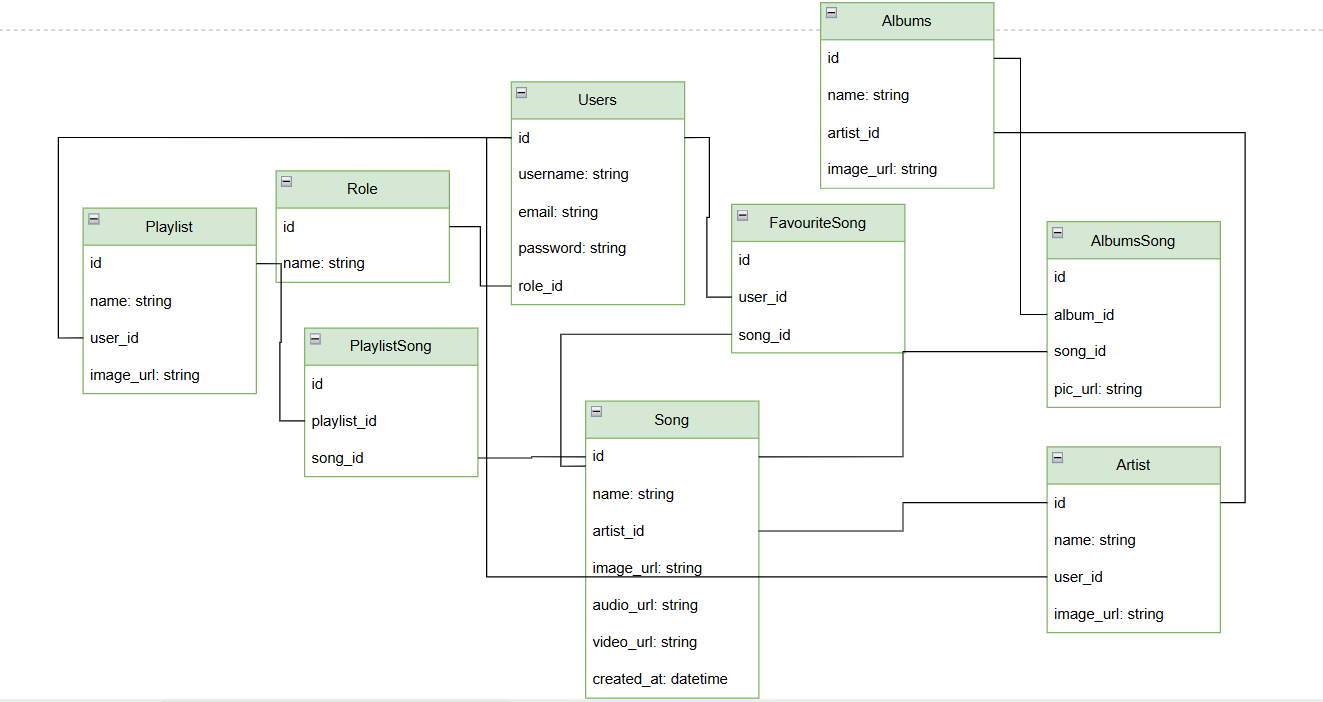 Albums
id
name: string
artist_id
image_url: string
Users
id
username: string
email: string
password: string
role_id
Role
id
name: string
Playlist
id
name: string
user_id
image_url: string
FavouriteSong
id
user_id
song_id
AlbumsSong
id
album_id
song_id
pic_url: string
PlaylistSong
id
playlist_id
song_id
Song
id
name: string
artist_id
image_url: string
audio_url: string
video_url: string
created_at: datetime
Artist
id
name: string
user_id
image_url: string